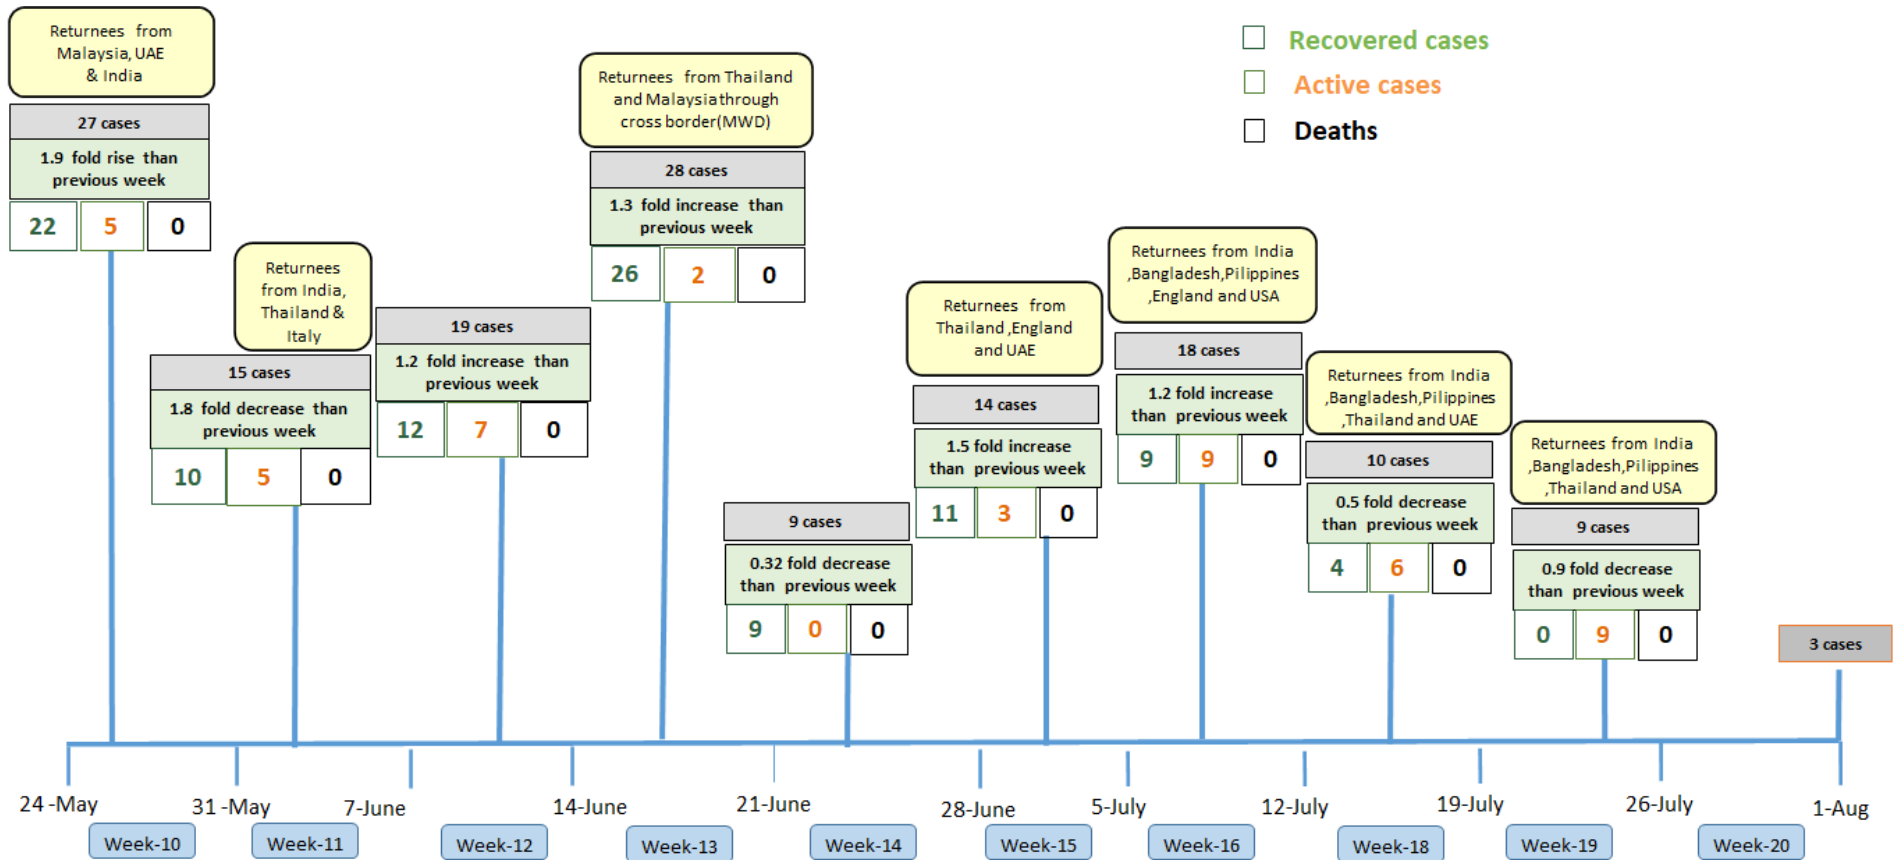 Returnees from
Malaysia, UAE
& India
27 cases
1.9 fold rise than
previous week
22 5 0
Returnees
from India,
Thailand &
Italy
15 cases
1.8 fold decrease than
previous week
10 5 0
19 cases
1.2 fold increase than
previous week
12 7 0
Returnees from Thailand
and Malaysiathrough
cross border(MWD)
28 cases
1.3 fold increase than
previous week
26 2 0
9 cases
0.32 fold decrease
than previous week
9 0 0
Returnees from
Thailand ,England
and UAE
14 cases
1.5 fold increase
than previous week
11 3 0
Returnees from India
,Bangladesh,Pilippines
,England and USA
18 cases
1.2 fold increase
than previous week
9 9 0
Returnees from India
,Bangladesh,Pilippines
,Thailand and UAE
10 cases
0.5 fold decrease
than previous week
4 6 0
Returnees from India
,Bangladesh,Pilippines
,Thailand and USA
9 cases
0.9 fold decrease
than previous week
0 9 0
3 cases
Recovered cases
Active cases
Deaths
24 -May 31-May 7-June 14-June 21-June 28-June 5-July 12-July 19-July 26-July 1-Aug
Week-10 Week-11 Week-12 Week-13 Week-14 Week-15 Week-16 Week-18 Week-19 Week-20